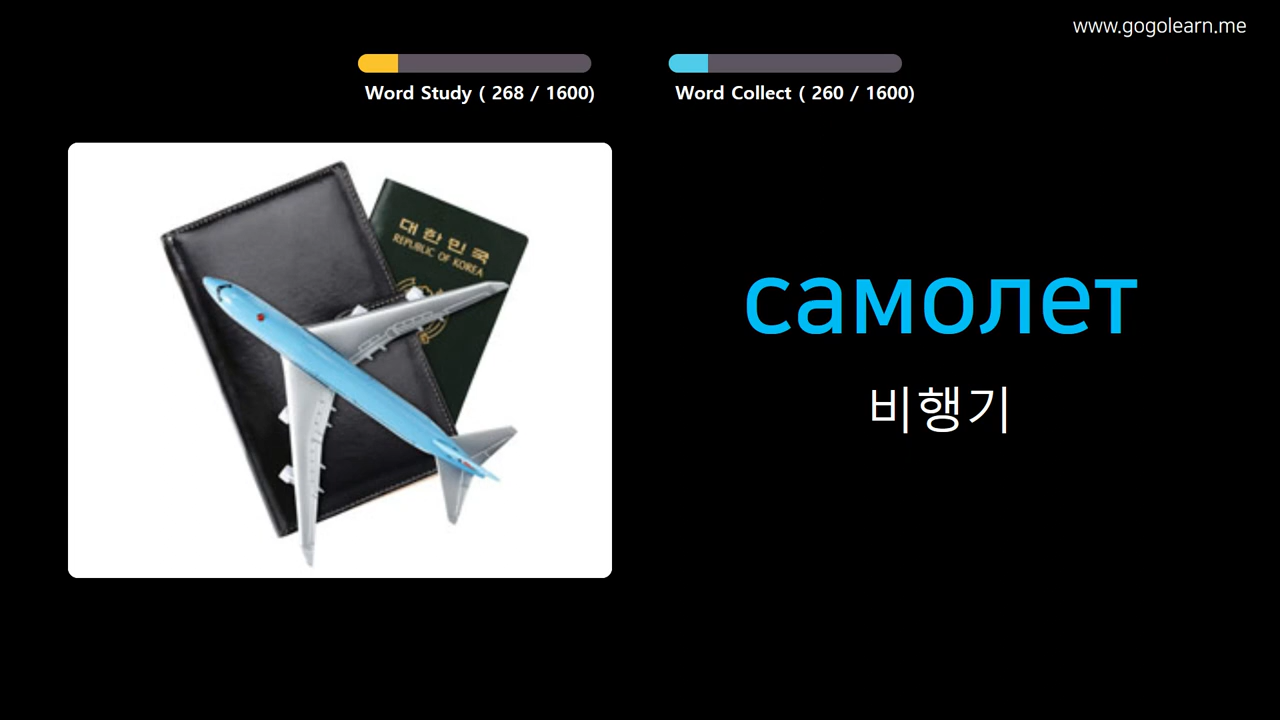 www.gogolearn.me
Word Study ( 268 / 1600)
Word Collect ( 260 / 1600)
대한민국
REPUBLIC OF KOREA
самолет
비행기